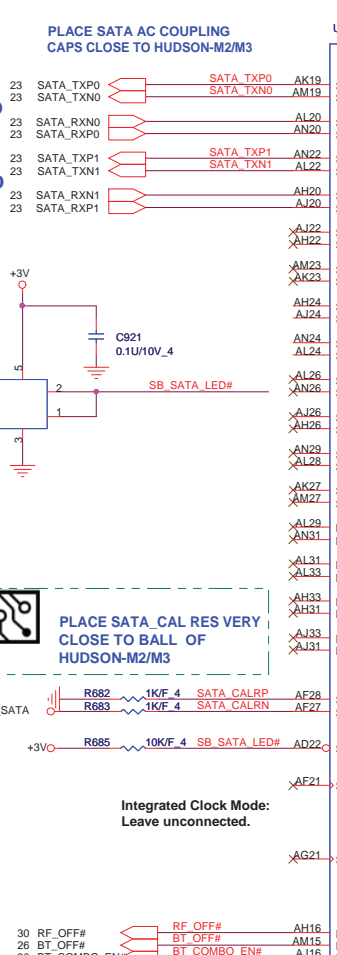 PLACE SATA AC COUPLING
CAPS CLOSE TO HUDSON-M2/M3
U
23 SATA_TXP0 SATA_TXP0 AK19
23 SATA_TXN0 SATA_TXN0 AM19
23 SATA_RXN0 AL20
23 SATA_RXP0 AN20
23 SATA_TXP1 SATA_TXP1 AN22
23 SATA_TXN1 SATA_TXN1 AL22
23 SATA_RXN1 AH20
23 SATA_RXP1 AJ20
AJ22
AH22
AM23
AK23
+3V
AH24
AJ24
C921
0.1U/10V_4
AN24
AL24
5
AL26
2 SB_SATA_LED# AN26
1
AJ26
AH26
3
AN29
AL28
AK27
AM27
AL29
AN31
AL31
AL33
AH33
AH31
PLACE SATA_CAL RES VERY
CLOSE TO BALL OF
HUDSON-M2/M3
AJ33
AJ31
R682 1K/F_4 SATA_CALRP AF28
_SATA R683 1K/F_4 SATA_CALRN AF27
+3V R685 10K/F_4 SB_SATA_LED# AD22
AF21
Integrated Clock Mode:
Leave unconnected.
AG21
30 RF_OFF# RF_OFF# AH16
26 BT_OFF# BT_OFF# AM15
BT_COMBO_EN# BT_COMBO_EN# AJ16